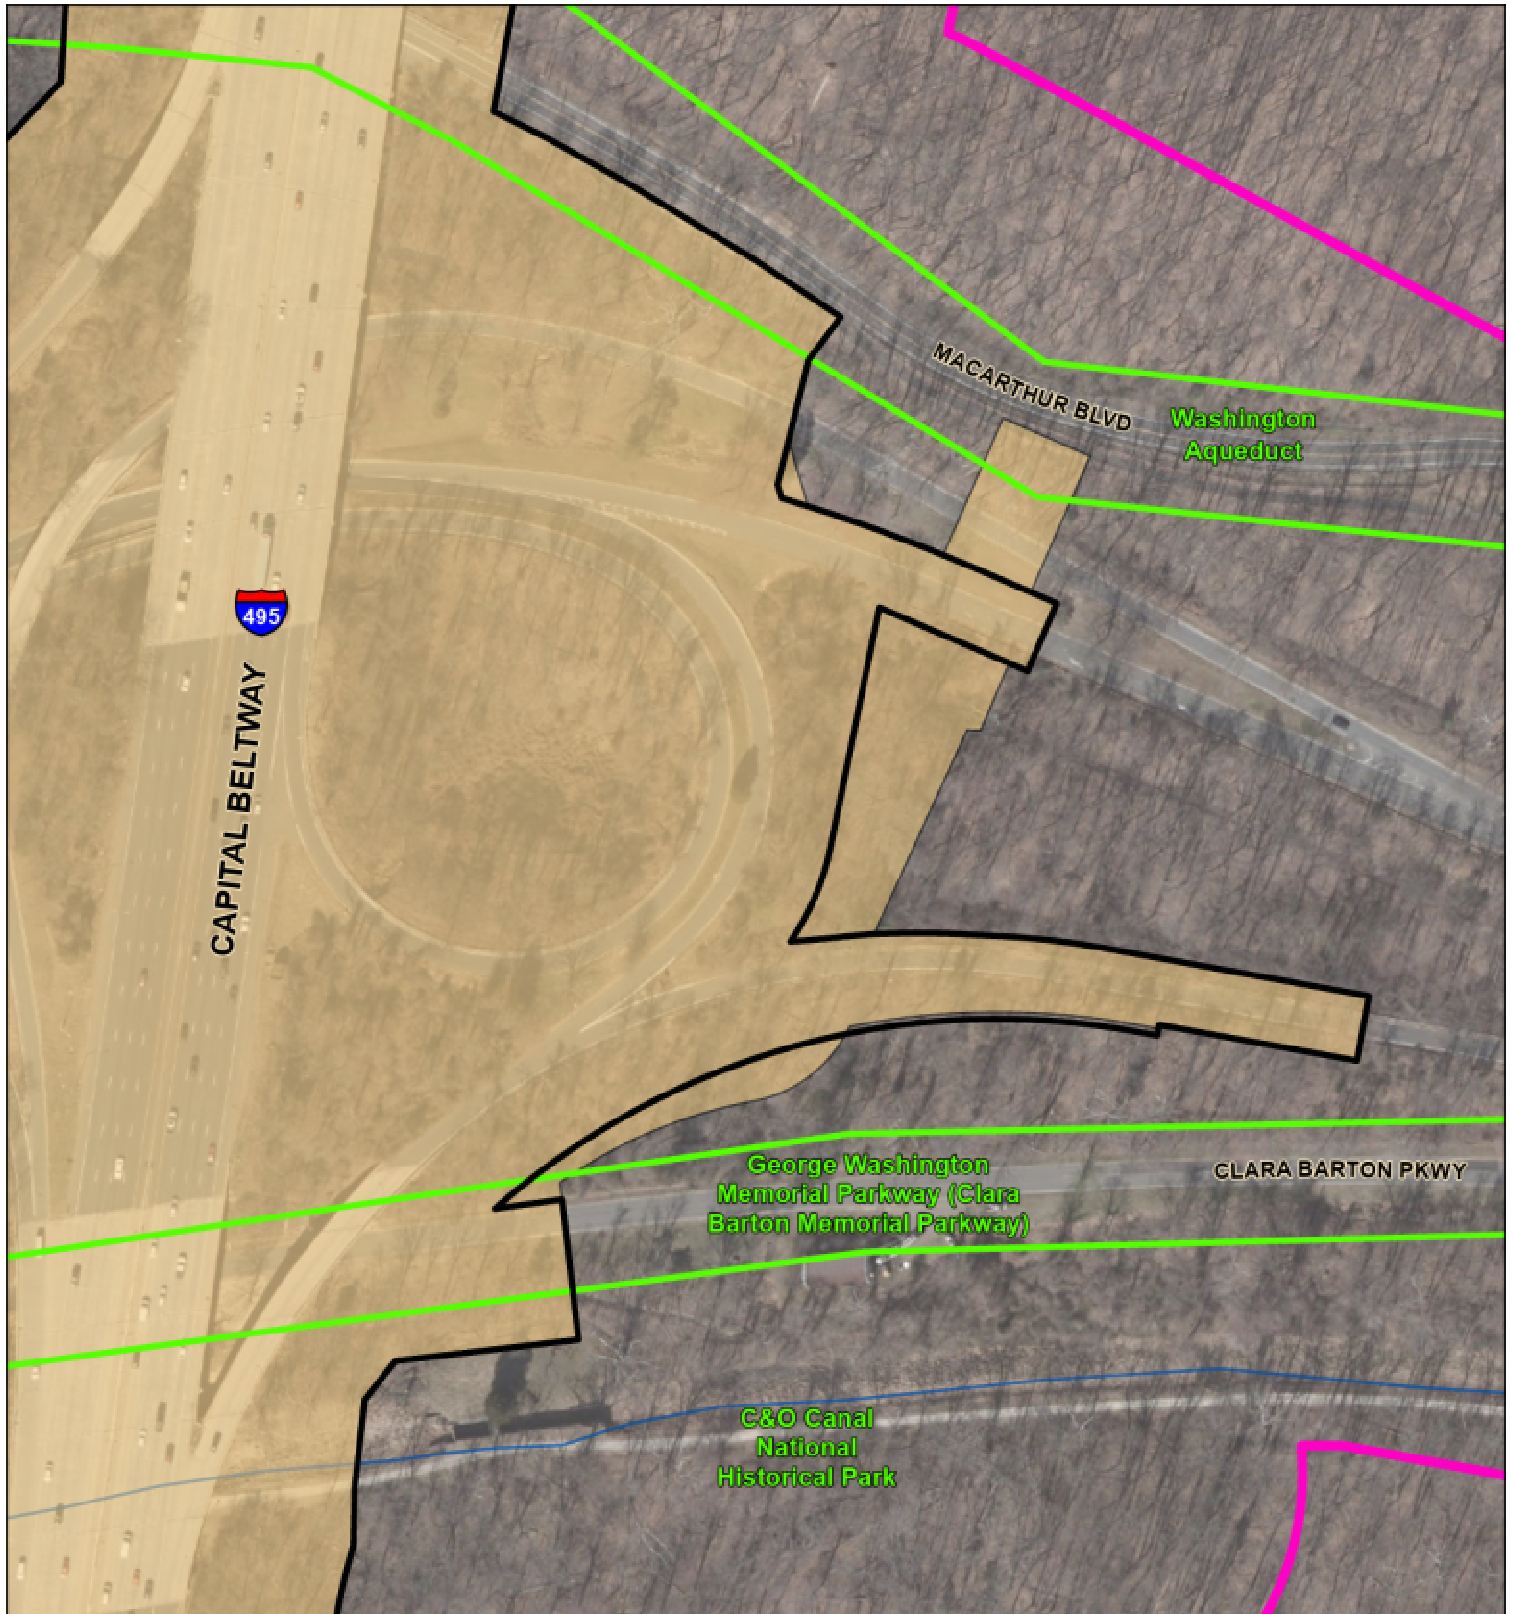 MACARTHUR BLVD
Washington
Aqueduct
495
CAPITAL BELTWAY
George Washington
Memorial Parkway (Clara
Barton Memorial Parkway)
CLARA BARTON PKWY
C&O Canal
National
Historical Park